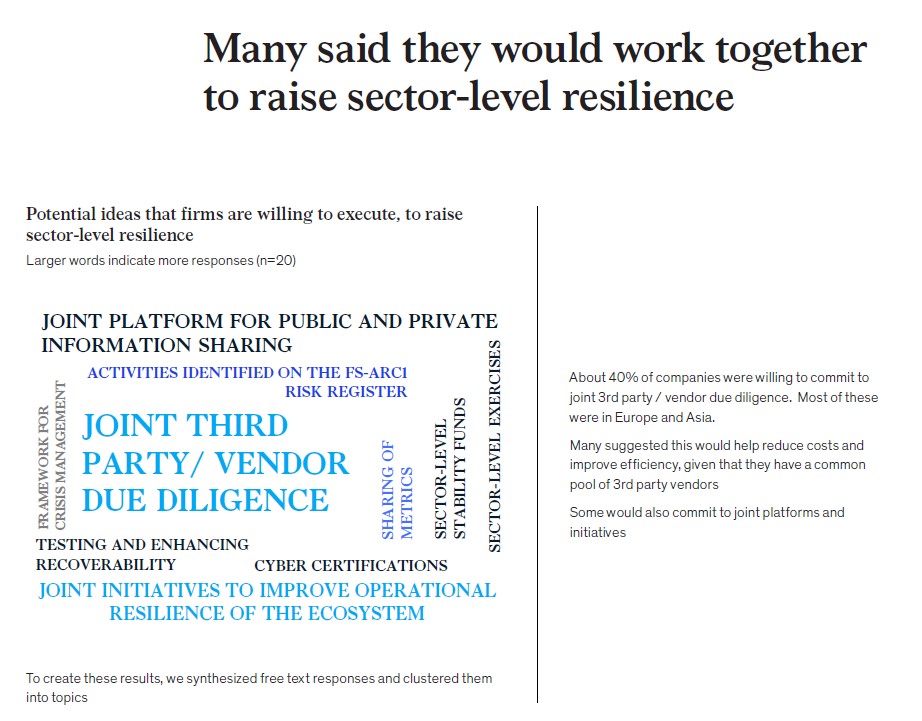 Many said they would work together
to raise sector-level resilience
Potential ideas that firms are willing to execute, to raise
sector-level resilience
Larger words indicate more responses (n=20)
JOINT PLATFORM FOR PUBLIC AND PRIVATE
INFORMATION SHARING
ACTIVITIES IDENTIFIED ON THE FS-ARC1
RISK REGISTER
FRAMEWORK FOR
CRISIS MANAGEMENT
JOINT THIRD
PARTY/ VENDOR
DUE DILIGENCE
SHARING OF
METRICS
SECTOR-LEVEL
STABILITY FUNDS
SECTOR-LEVEL EXERCISES
TESTING AND ENHANCING
RECOVERABILITY
CYBER CERTIFICATIONS
JOINT INITIATIVES TO IMPROVE OPERATIONAL
RESILIENCE OF THE ECOSYSTEM
To create these results, we synthesized free text responses and clustered them
into topics
About 40% of companies were willing to commit to
joint 3rd party / vendor due diligence. Most of these
were in Europe and Asia.
Many suggested this would help reduce costs and
improve efficiency, given that they have a common
pool of 3rd party vendors
Some would also commit to joint platforms and
initiatives